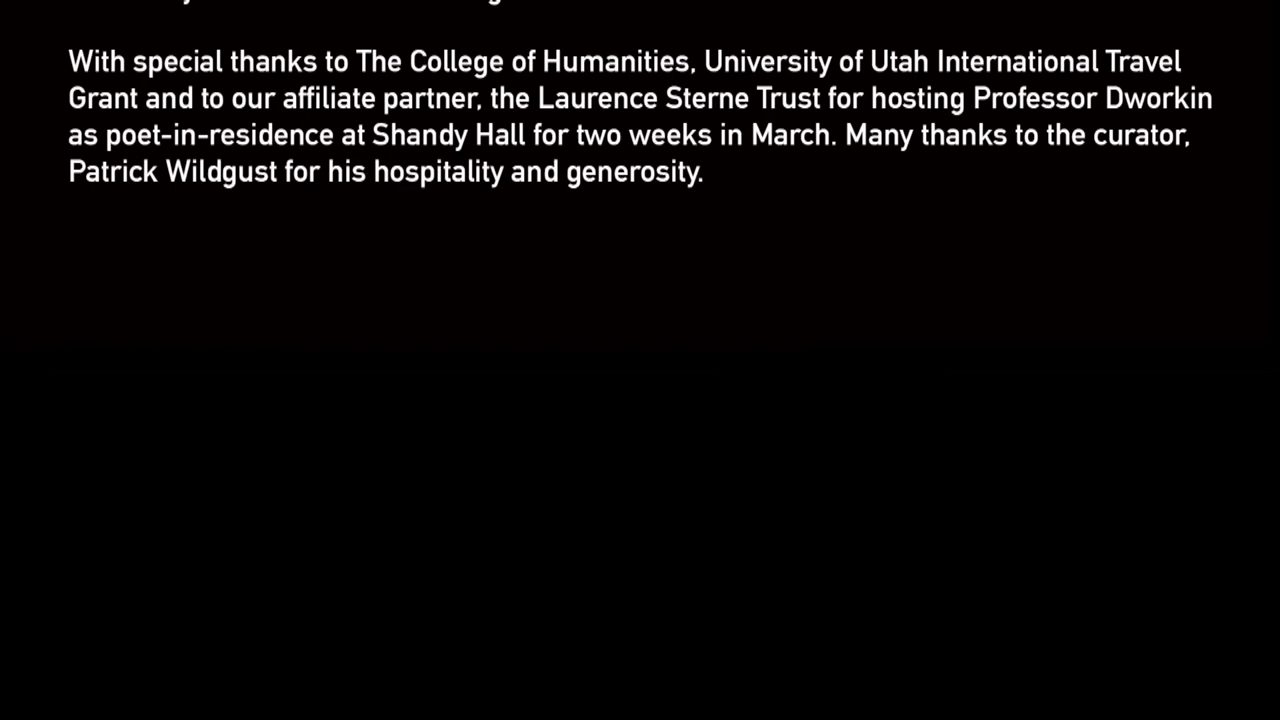 With special thanks to The College of Humanities, University of Utah International Travel
Grant and to our affiliate partner, the Laurence Sterne Trust for hosting Professor Dworkin
as poet-in-residence at Shandy Hall for two weeks in March. Many thanks to the curator,
Patrick Wildgust for his hospitality and generosity.